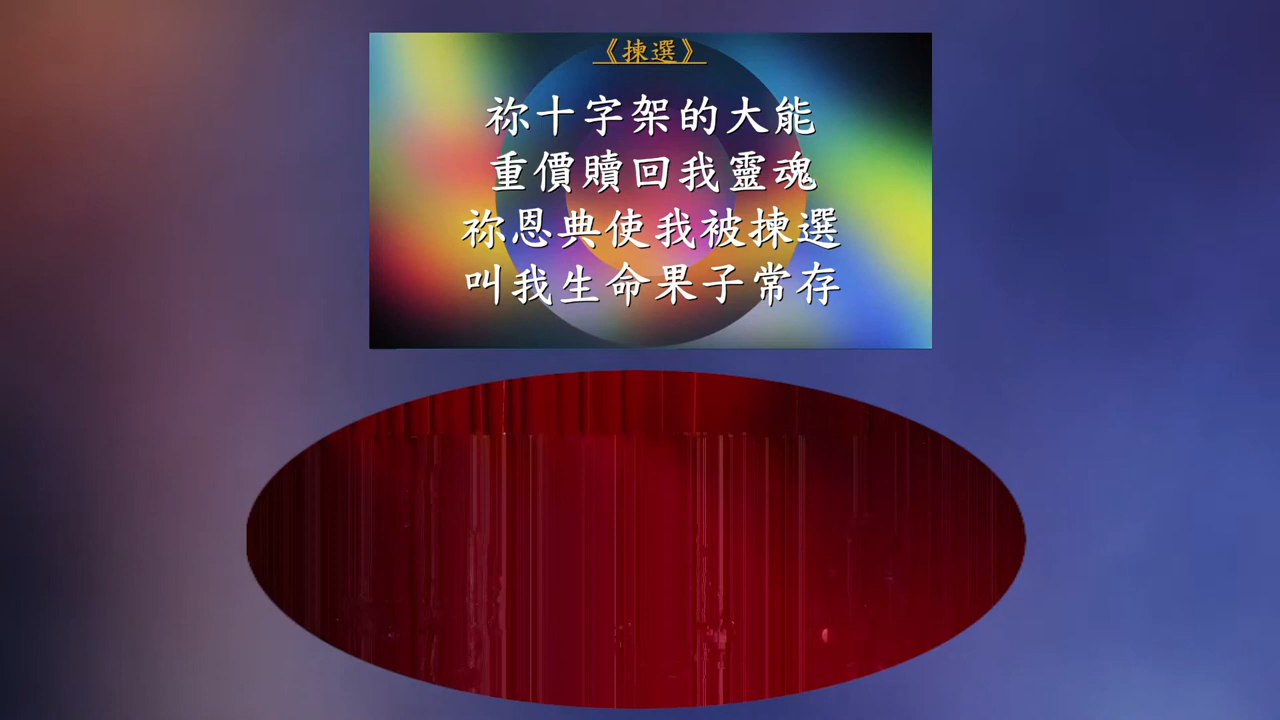 《揀選》
祢十字架的大能
重價贖回我靈魂
祢恩典使我被揀選
叫我生命果子常存